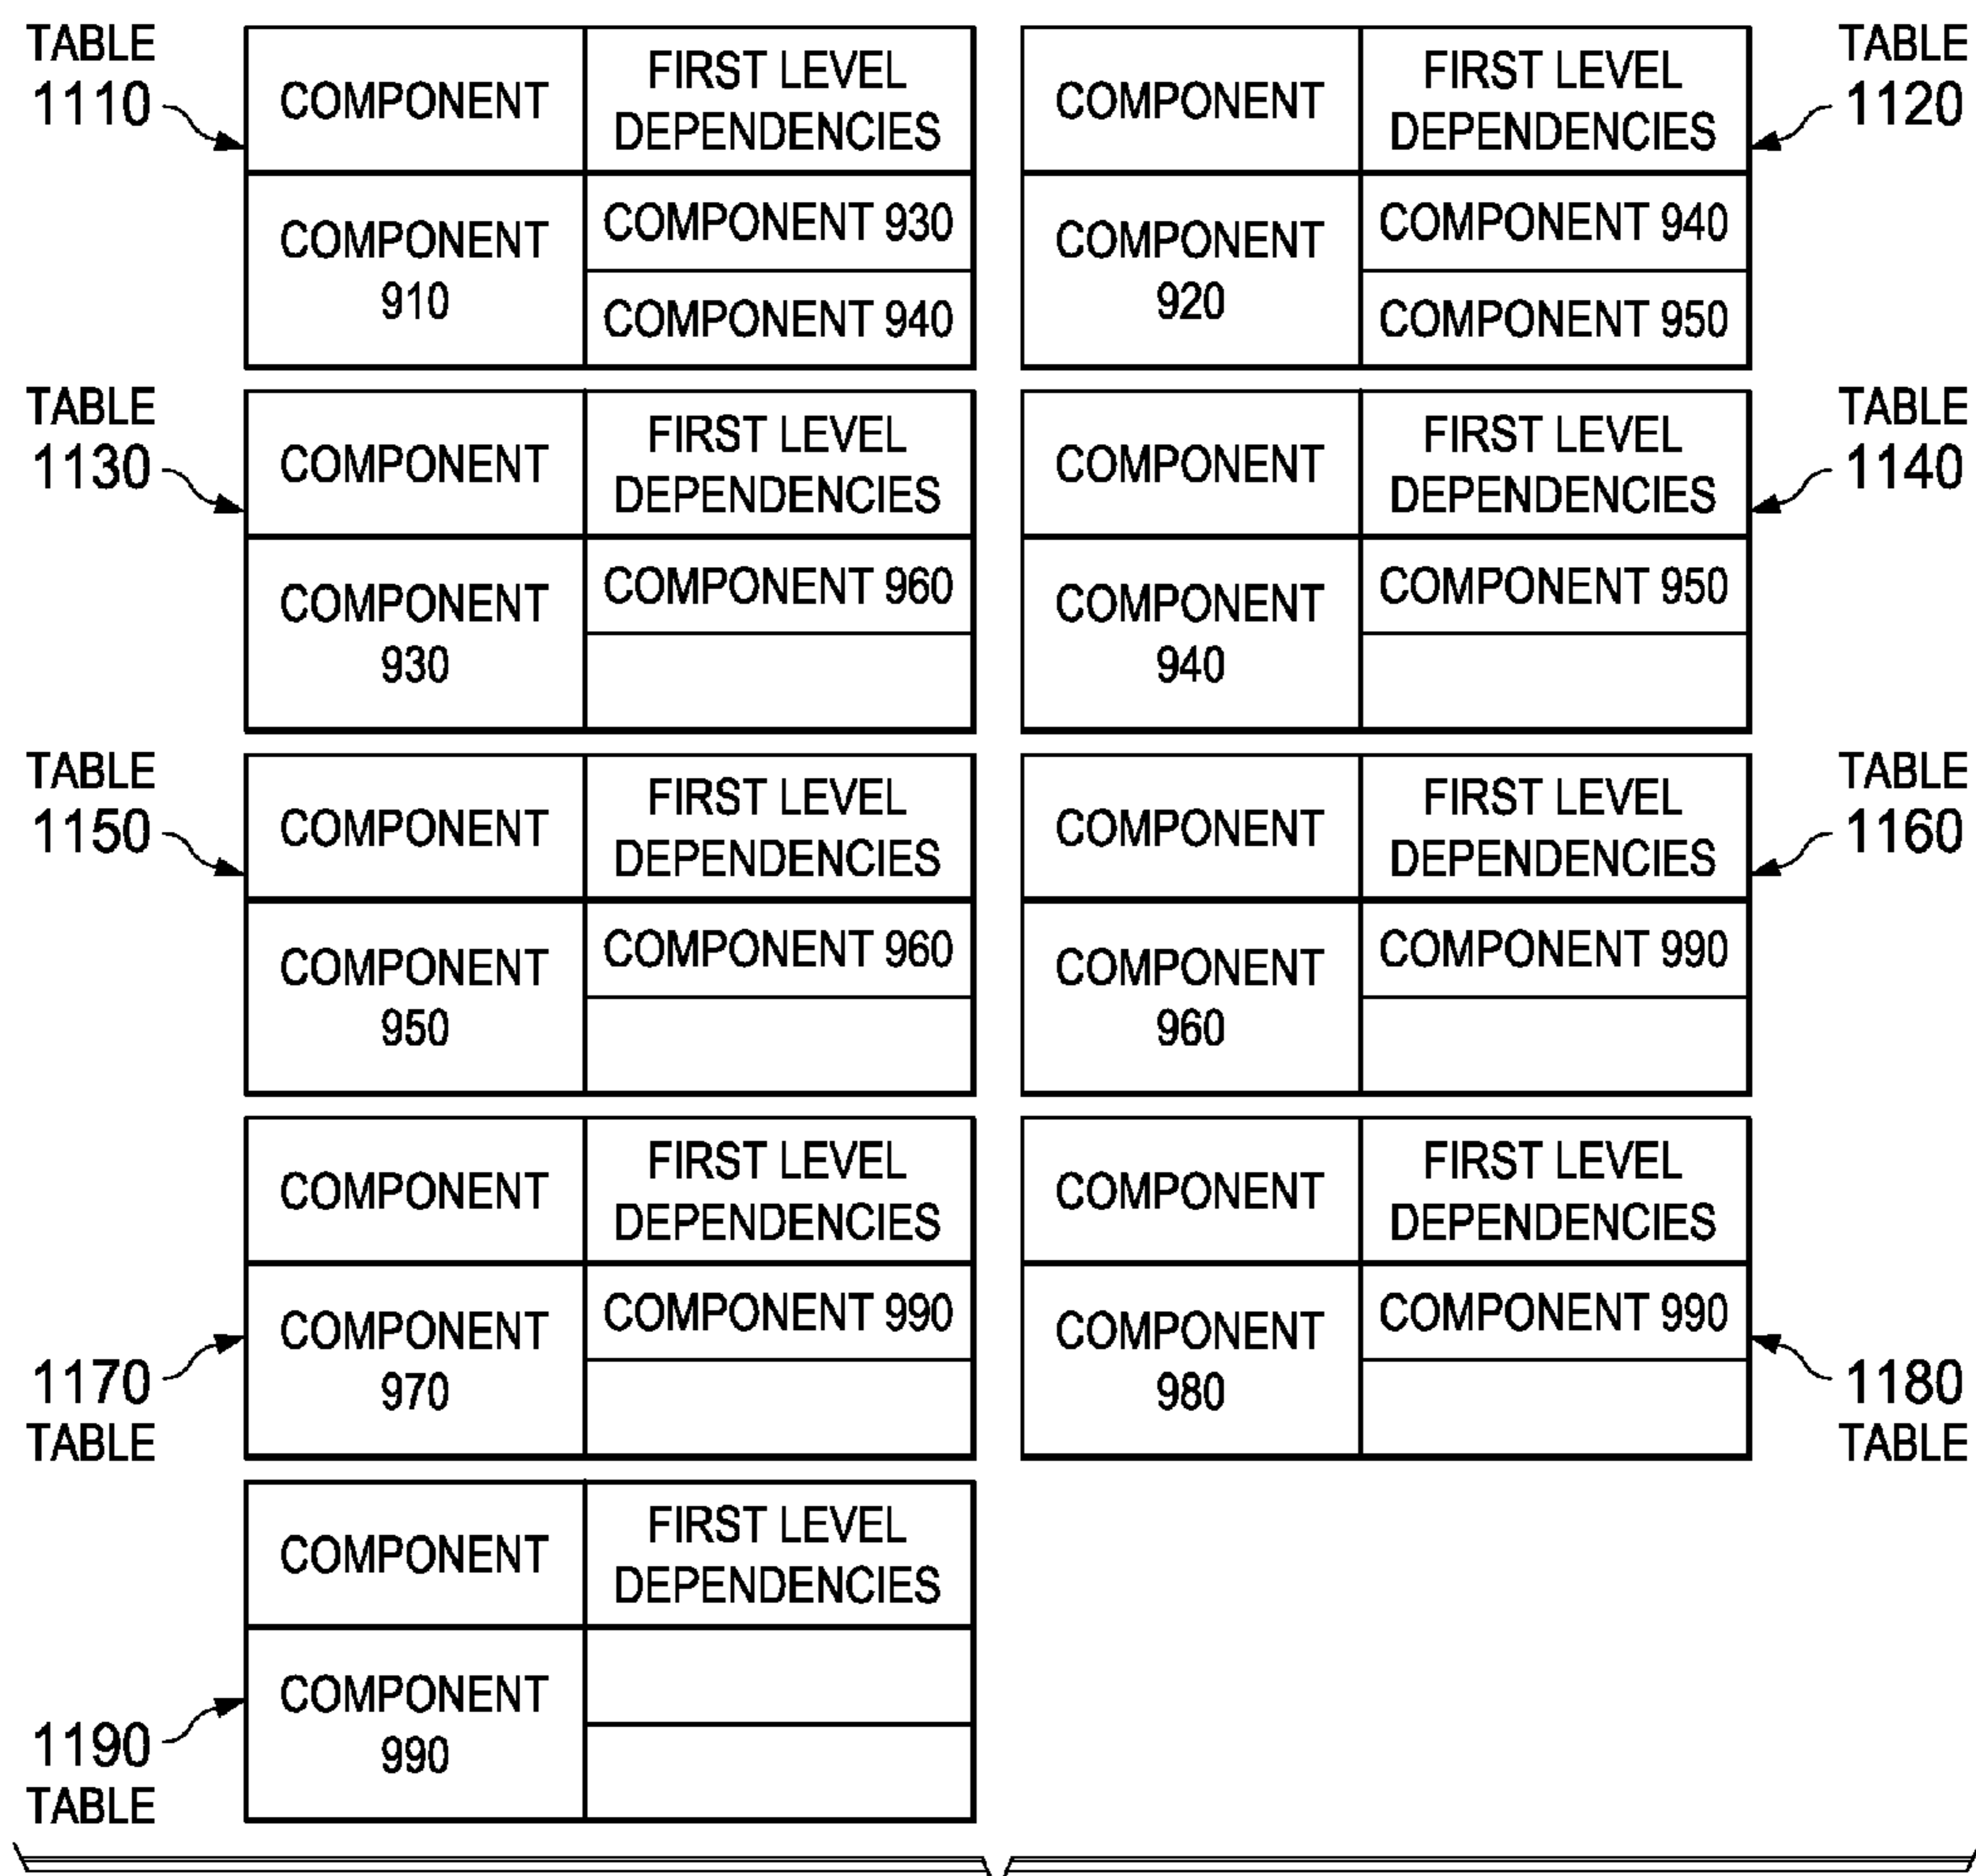 TABLE
1110
COMPONENT
FIRST LEVEL
DEPENDENCIES
COMPONENT
910
COMPONENT 930
COMPONENT 940
TABLE
1120
COMPONENT
FIRST LEVEL
DEPENDENCIES
COMPONENT
920
COMPONENT 940
COMPONENT 950
TABLE
1130
COMPONENT
FIRST LEVEL
DEPENDENCIES
COMPONENT
930
COMPONENT 960
TABLE
1140
COMPONENT
FIRST LEVEL
DEPENDENCIES
COMPONENT
940
COMPONENT 950
TABLE
1150
COMPONENT
FIRST LEVEL
DEPENDENCIES
COMPONENT
950
COMPONENT 960
TABLE
1160
COMPONENT
FIRST LEVEL
DEPENDENCIES
COMPONENT
960
COMPONENT 990
COMPONENT
FIRST LEVEL
DEPENDENCIES
COMPONENT
970
COMPONENT 990
1170
TABLE
COMPONENT
FIRST LEVEL
DEPENDENCIES
COMPONENT
980
COMPONENT 990
1180
TABLE
COMPONENT
FIRST LEVEL
DEPENDENCIES
COMPONENT
990
1190
TABLE